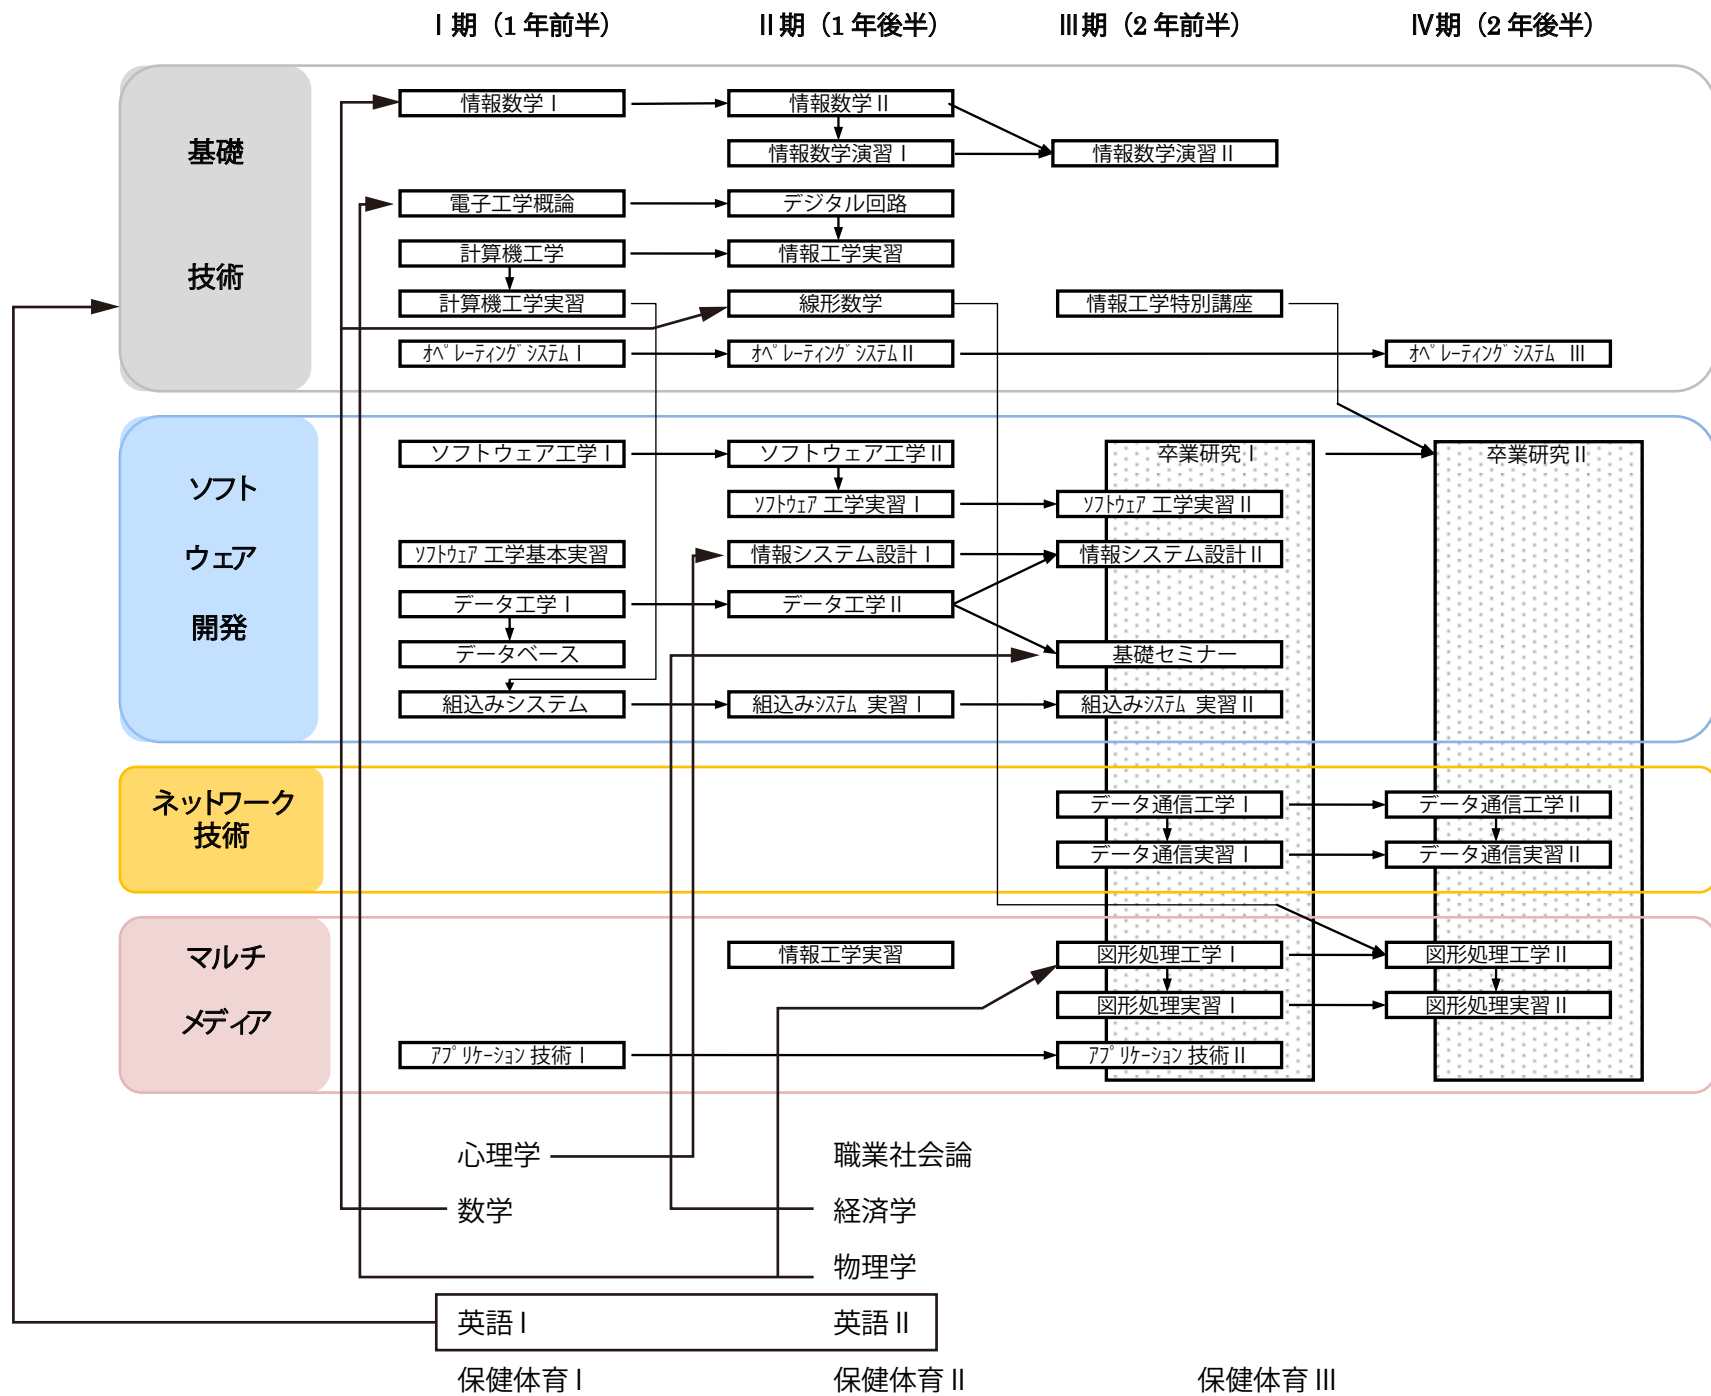 Ⅰ期（1 年前半） Ⅱ期（1 年後半） Ⅲ期（2 年前半） Ⅳ期（2 年後半）
基礎
技術
情報数学Ⅰ 情報数学Ⅱ
情報数学演習Ⅰ 情報数学演習Ⅱ
電子工学概論 デジタル回路
計算機工学 情報工学実習
計算機工学実習 線形数学 情報工学特別講座
ｵﾍﾟﾚｰﾃｨﾝｸﾞｼｽﾃﾑⅠ ｵﾍﾟﾚｰﾃｨﾝｸﾞｼｽﾃﾑⅡ ｵﾍﾟﾚｰﾃｨﾝｸﾞｼｽﾃﾑ Ⅲ
ソフト
ウェア
開発
ソフトウェア工学Ⅰ ソフトウェア工学Ⅱ 卒業研究Ⅰ 卒業研究Ⅱ
ｿﾌﾄｳｪｱ工学実習Ⅰ ｿﾌﾄｳｪｱ工学実習Ⅱ
ｿﾌﾄｳｪｱ工学基本実習 情報システム設計Ⅰ 情報システム設計Ⅱ
データ工学Ⅰ データ工学Ⅱ
データベース 基礎セミナー
組込みシステム 組込みｼｽﾃﾑ 実習Ⅰ 組込みｼｽﾃﾑ 実習Ⅱ
ネットワーク
技術
データ通信工学Ⅰ データ通信工学Ⅱ
データ通信実習Ⅰ データ通信実習Ⅱ
マルチ
メディア
情報工学実習 図形処理工学Ⅰ 図形処理工学Ⅱ
図形処理実習Ⅰ 図形処理実習Ⅱ
ｱﾌﾟﾘｹｰｼｮﾝ技術Ⅰ ｱﾌﾟﾘｹｰｼｮﾝ技術Ⅱ
心理学 職業社会論
数学 経済学
物理学
英語Ⅰ 英語Ⅱ
保健体育Ⅰ 保健体育Ⅱ 保健体育Ⅲ